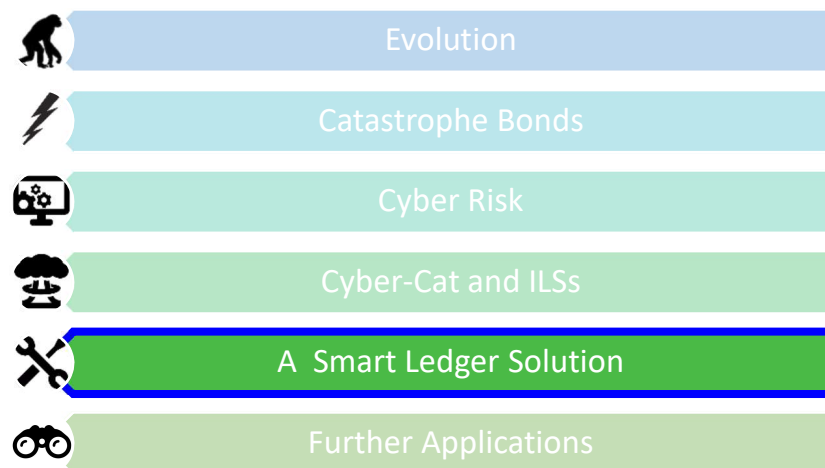 Evolution
Catastrophe Bonds
Cyber Risk
Cyber-Cat and ILSs
A Smart Ledger Solution
Further Applications